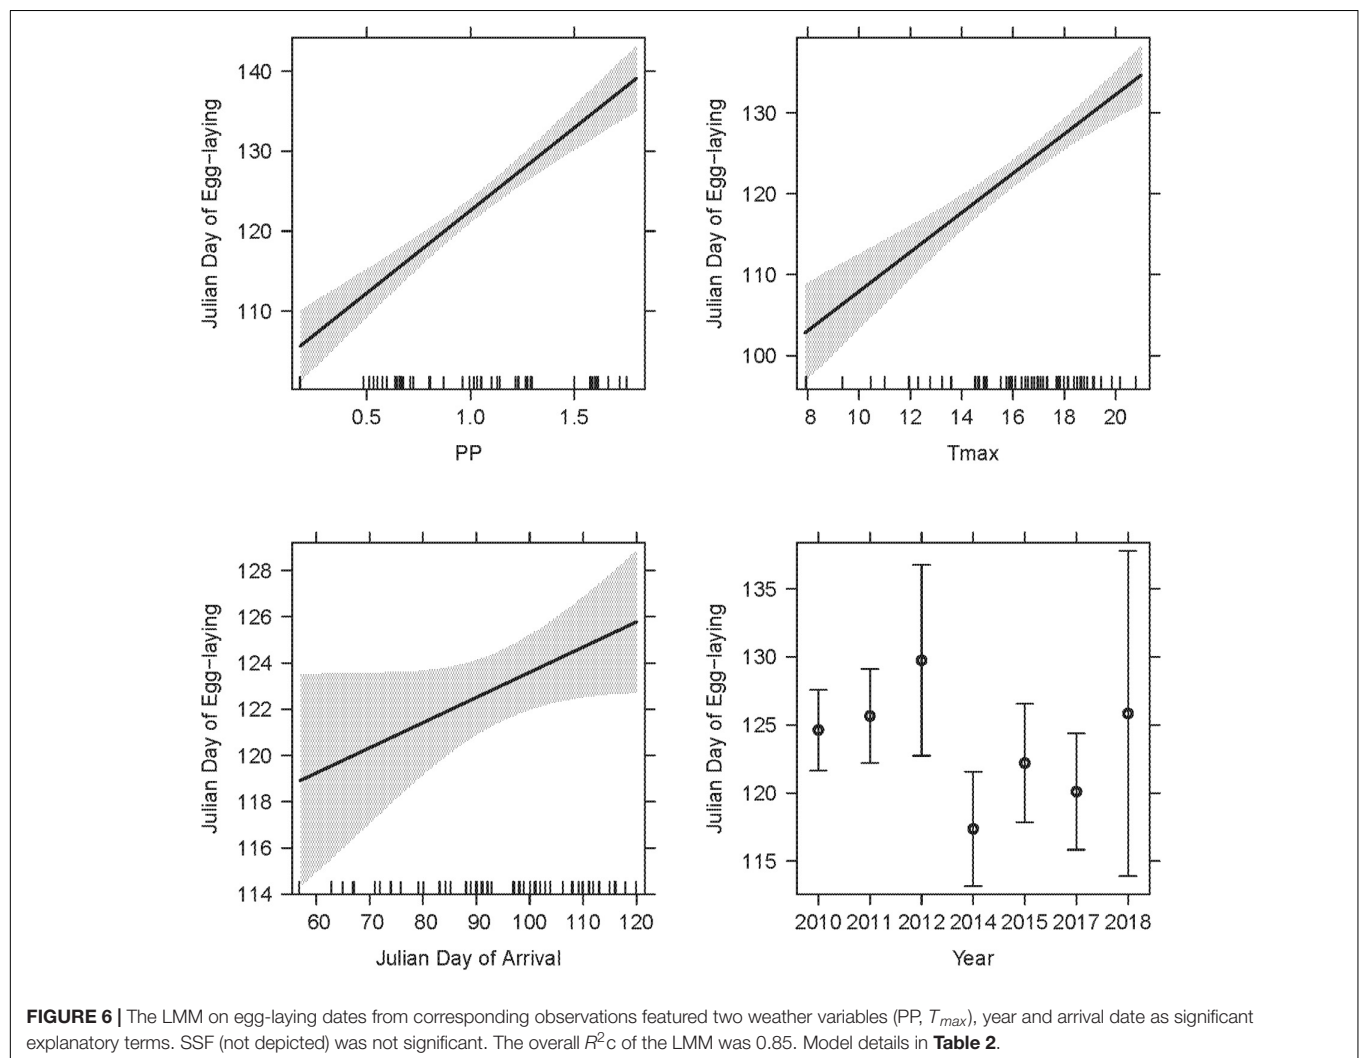 140
130
120
110
Julian Day of Egg-laying
0.5 1.0 1.5
PP
130
120
110
100
Julian Day of Egg-laying
8 10 12 14 16 18 20
Tmax
128
126
124
122
120
118
116
114
Julian Day of Egg-laying
60 70 80 90 100 110 120
Julian Day of Arrival
135
130
125
120
115
Julian Day of Egg-laying
2010 2011 2012 2014 2015 2017 2018
Year
FIGURE 6 | The LMM on egg-laying dates from corresponding observations featured two weather variables (PP, Tmax), year and arrival date as significant
explanatory terms. SSF (not depicted) was not significant. The overall R²c of the LMM was 0.85. Model details in Table 2.